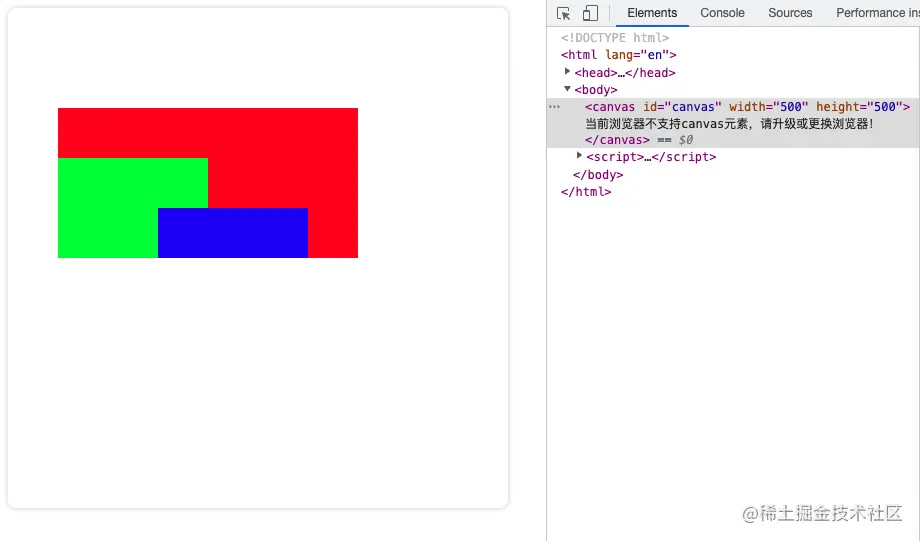 Elements Console Sources Performance ins
<!DOCTYPE html>
<html lang="en">
<head>…</head>
<body>
<canvas id="canvas" width="500" height="500">
当前浏览器不支持canvas元素，请升级或更换浏览器！
</canvas> == $0
<script>…</script>
</body>
</html>
@稀土掘金技术社区